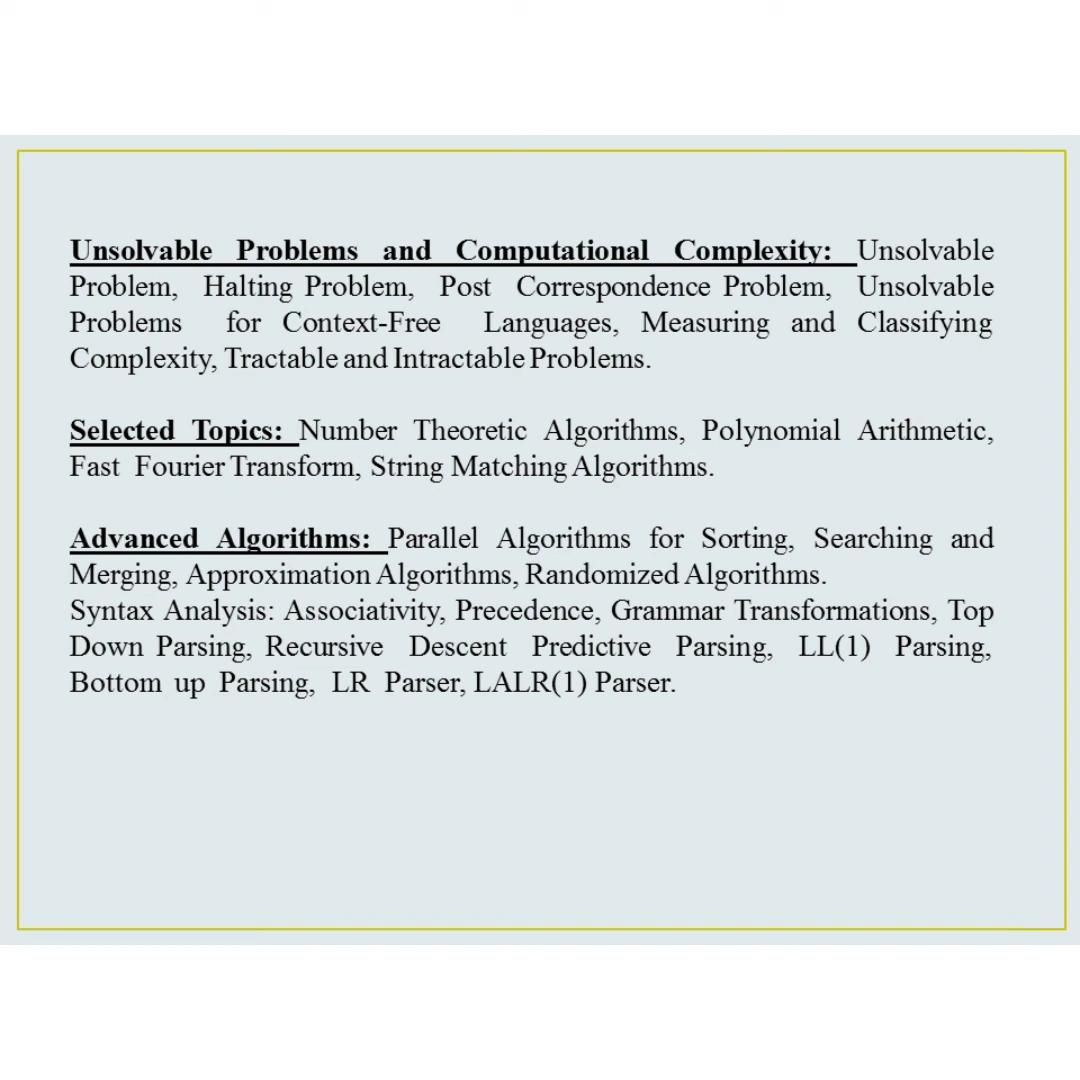 Unsolvable Problems and Computational Complexity: Unsolvable
Problem, Halting Problem, Post Correspondence Problem, Unsolvable
Problems for Context-Free Languages, Measuring and Classifying
Complexity, Tractable and Intractable Problems.
Selected Topics: Number Theoretic Algorithms, Polynomial Arithmetic,
Fast Fourier Transform, String Matching Algorithms.
Advanced Algorithms: Parallel Algorithms for Sorting, Searching and
Merging, Approximation Algorithms, Randomized Algorithms.
Syntax Analysis: Associativity, Precedence, Grammar Transformations, Top
Down Parsing, Recursive Descent Predictive Parsing, LL(1) Parsing,
Bottom up Parsing, LR Parser, LALR(1) Parser.